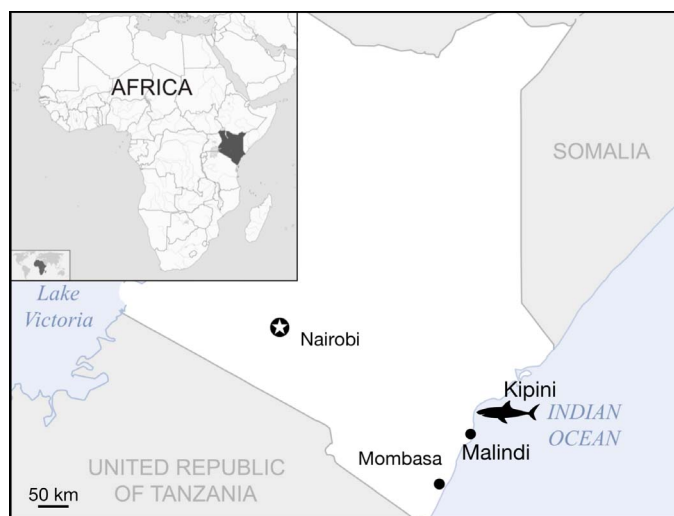 AFRICA
SOMALIA
Lake
Victoria
Nairobi
Kipini
INDIAN
OCEAN
Malindi
Mombasa
UNITED REPUBLIC
OF TANZANIA
50 km